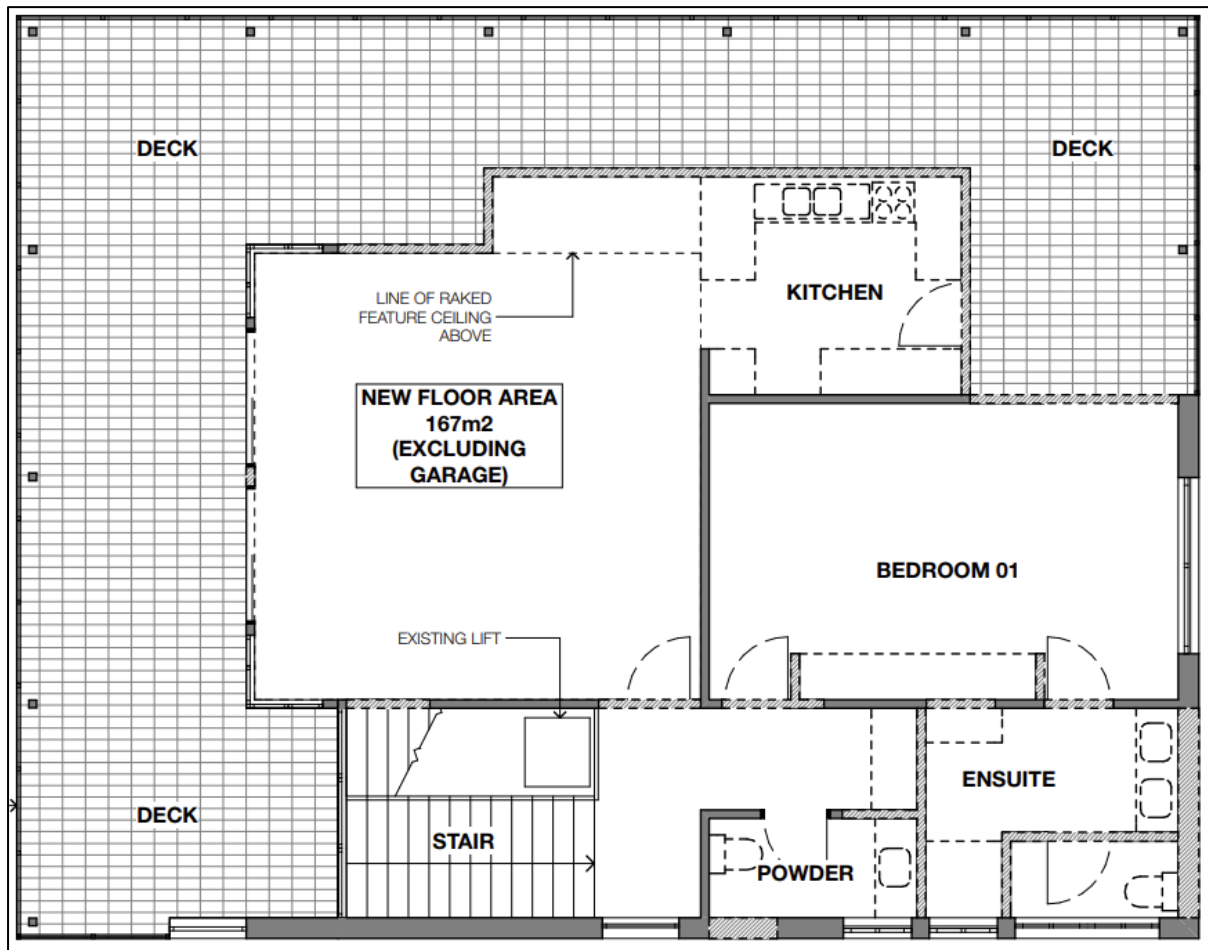 DECK
DECK
KITCHEN
LINE OF RAKED
FEATURE CEILING
ABOVE
NEW FLOOR AREA
167m2
(EXCLUDING
GARAGE)
BEDROOM 01
EXISTING LIFT
ENSUITE
DECK
STAIR
POWDER